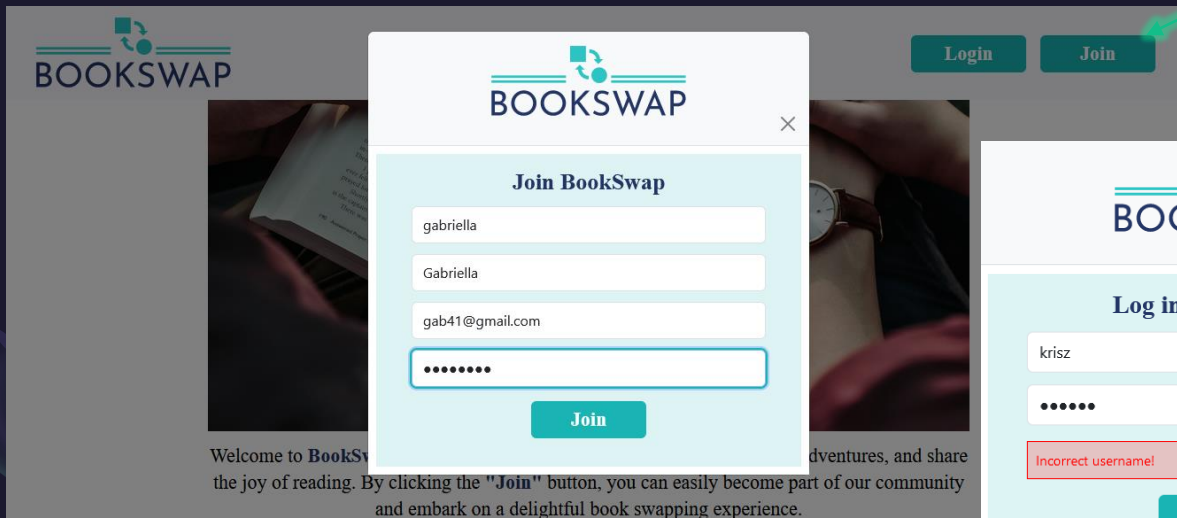 BOOKSWAP
Login
Join
BOOKSWAP
Join BookSwap
gabriella
Gabriella
gab41@gmail.com
Join
Log in
krisz
Incorrect username!
Welcome to
dventures, and share
the joy of reading. By clicking the "Join" button, you can easily become part of our community
and embark on a delightful book swapping experience.